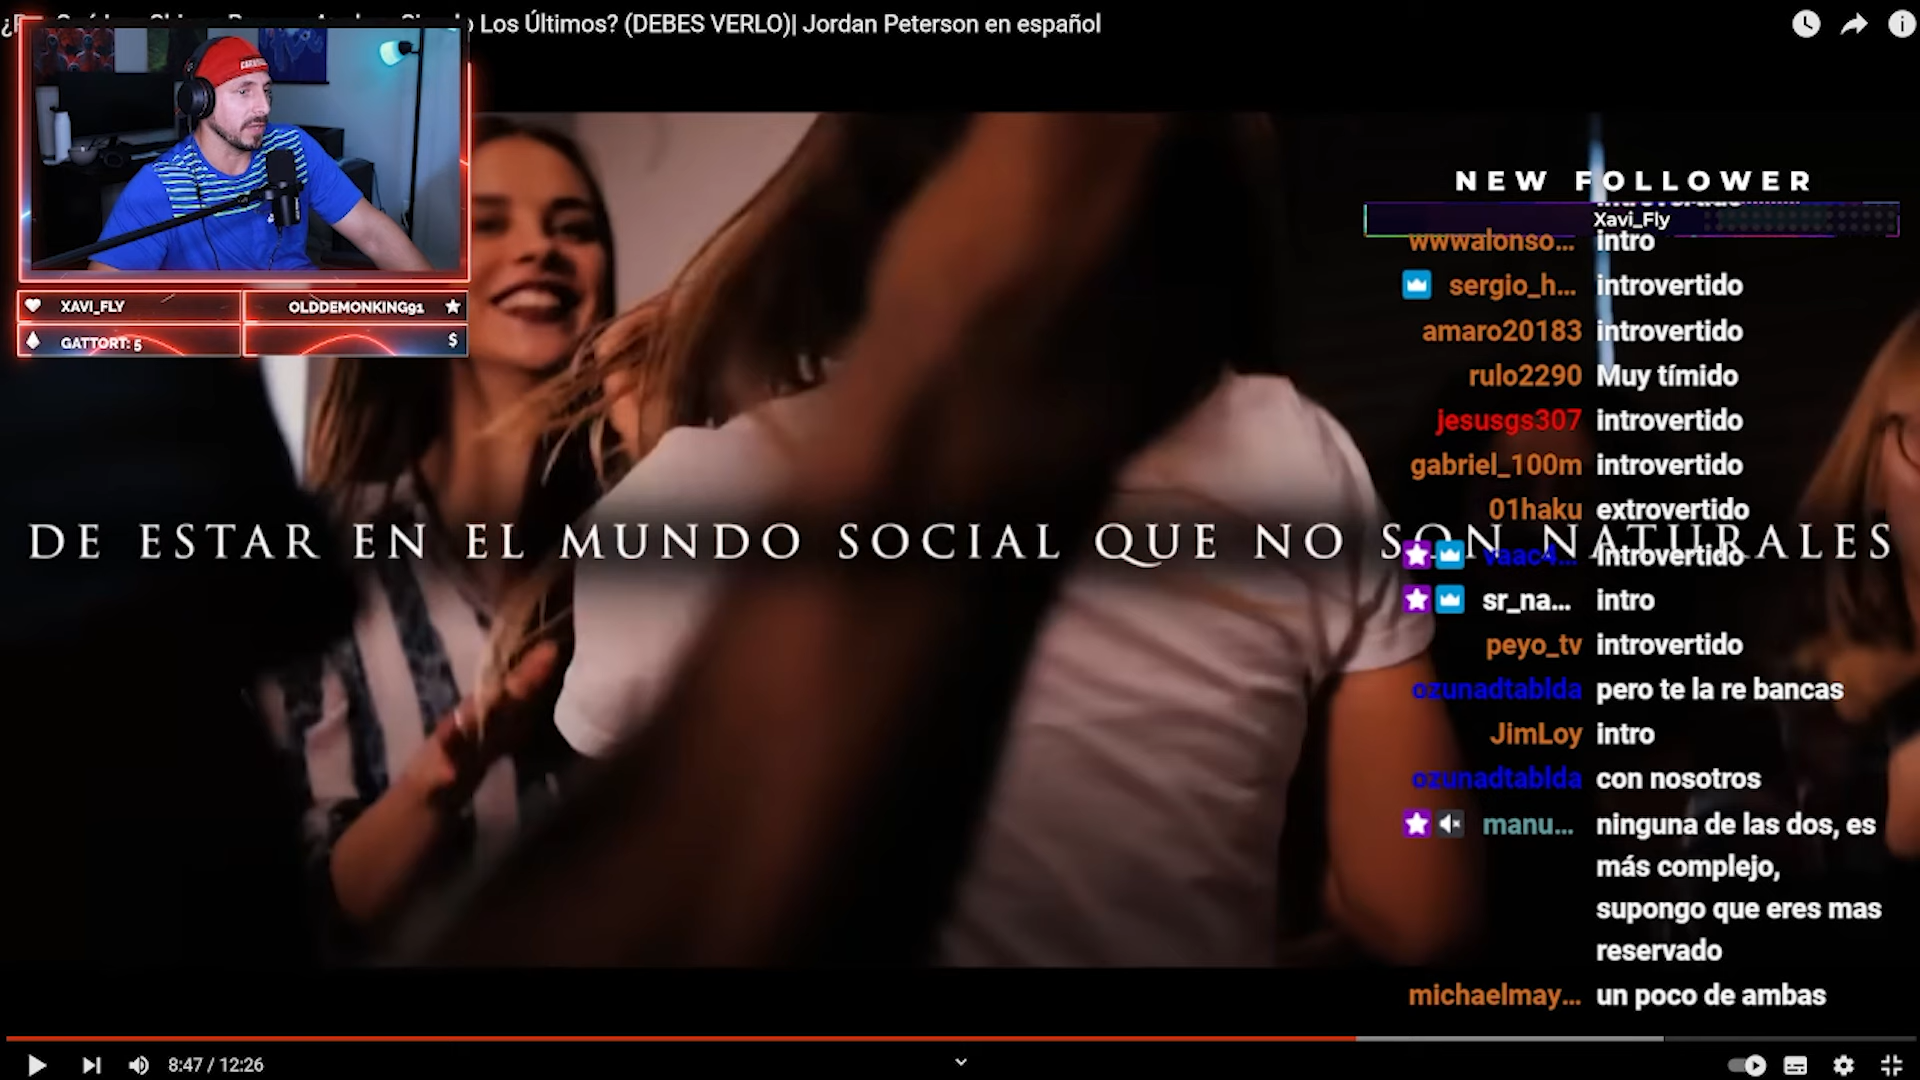 Los Últimos? (DEBES VERLO)| Jordan Peterson en español
XAVI_FLY
OLDDEMONKING91
GATTORT: 5
$
NEW FOLLOWER
Xavi_Fly
wwwalonso... intro
sergio_h... introvertido
amaro20183 introvertido
rulo2290 Muy tímido
jesusgs307 introvertido
gabriel_100m introvertido
01haku extrovertido
DE ESTAR EN EL MUNDO SOCIAL QUE NO SON NATURALES
vaac4... Introvertido
sr_na... intro
peyo_tv introvertido
ozunadtablda pero te la re bancas
JimLoy intro
ozunadtablda con nosotros
manu... ninguna de las dos, es
más complejo,
supongo que eres mas
reservado
michaelmay... un poco de ambas
8:47 / 12:26